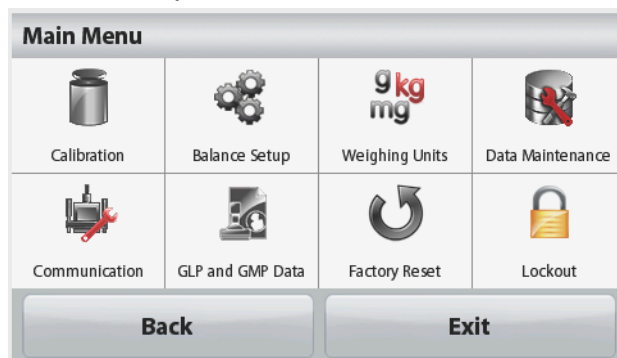 Main Menu
g kg
mg
Calibration
Balance Setup
Weighing Units
Data Maintenance
Communication
GLP and GMP Data
Factory Reset
Lockout
Back
Exit